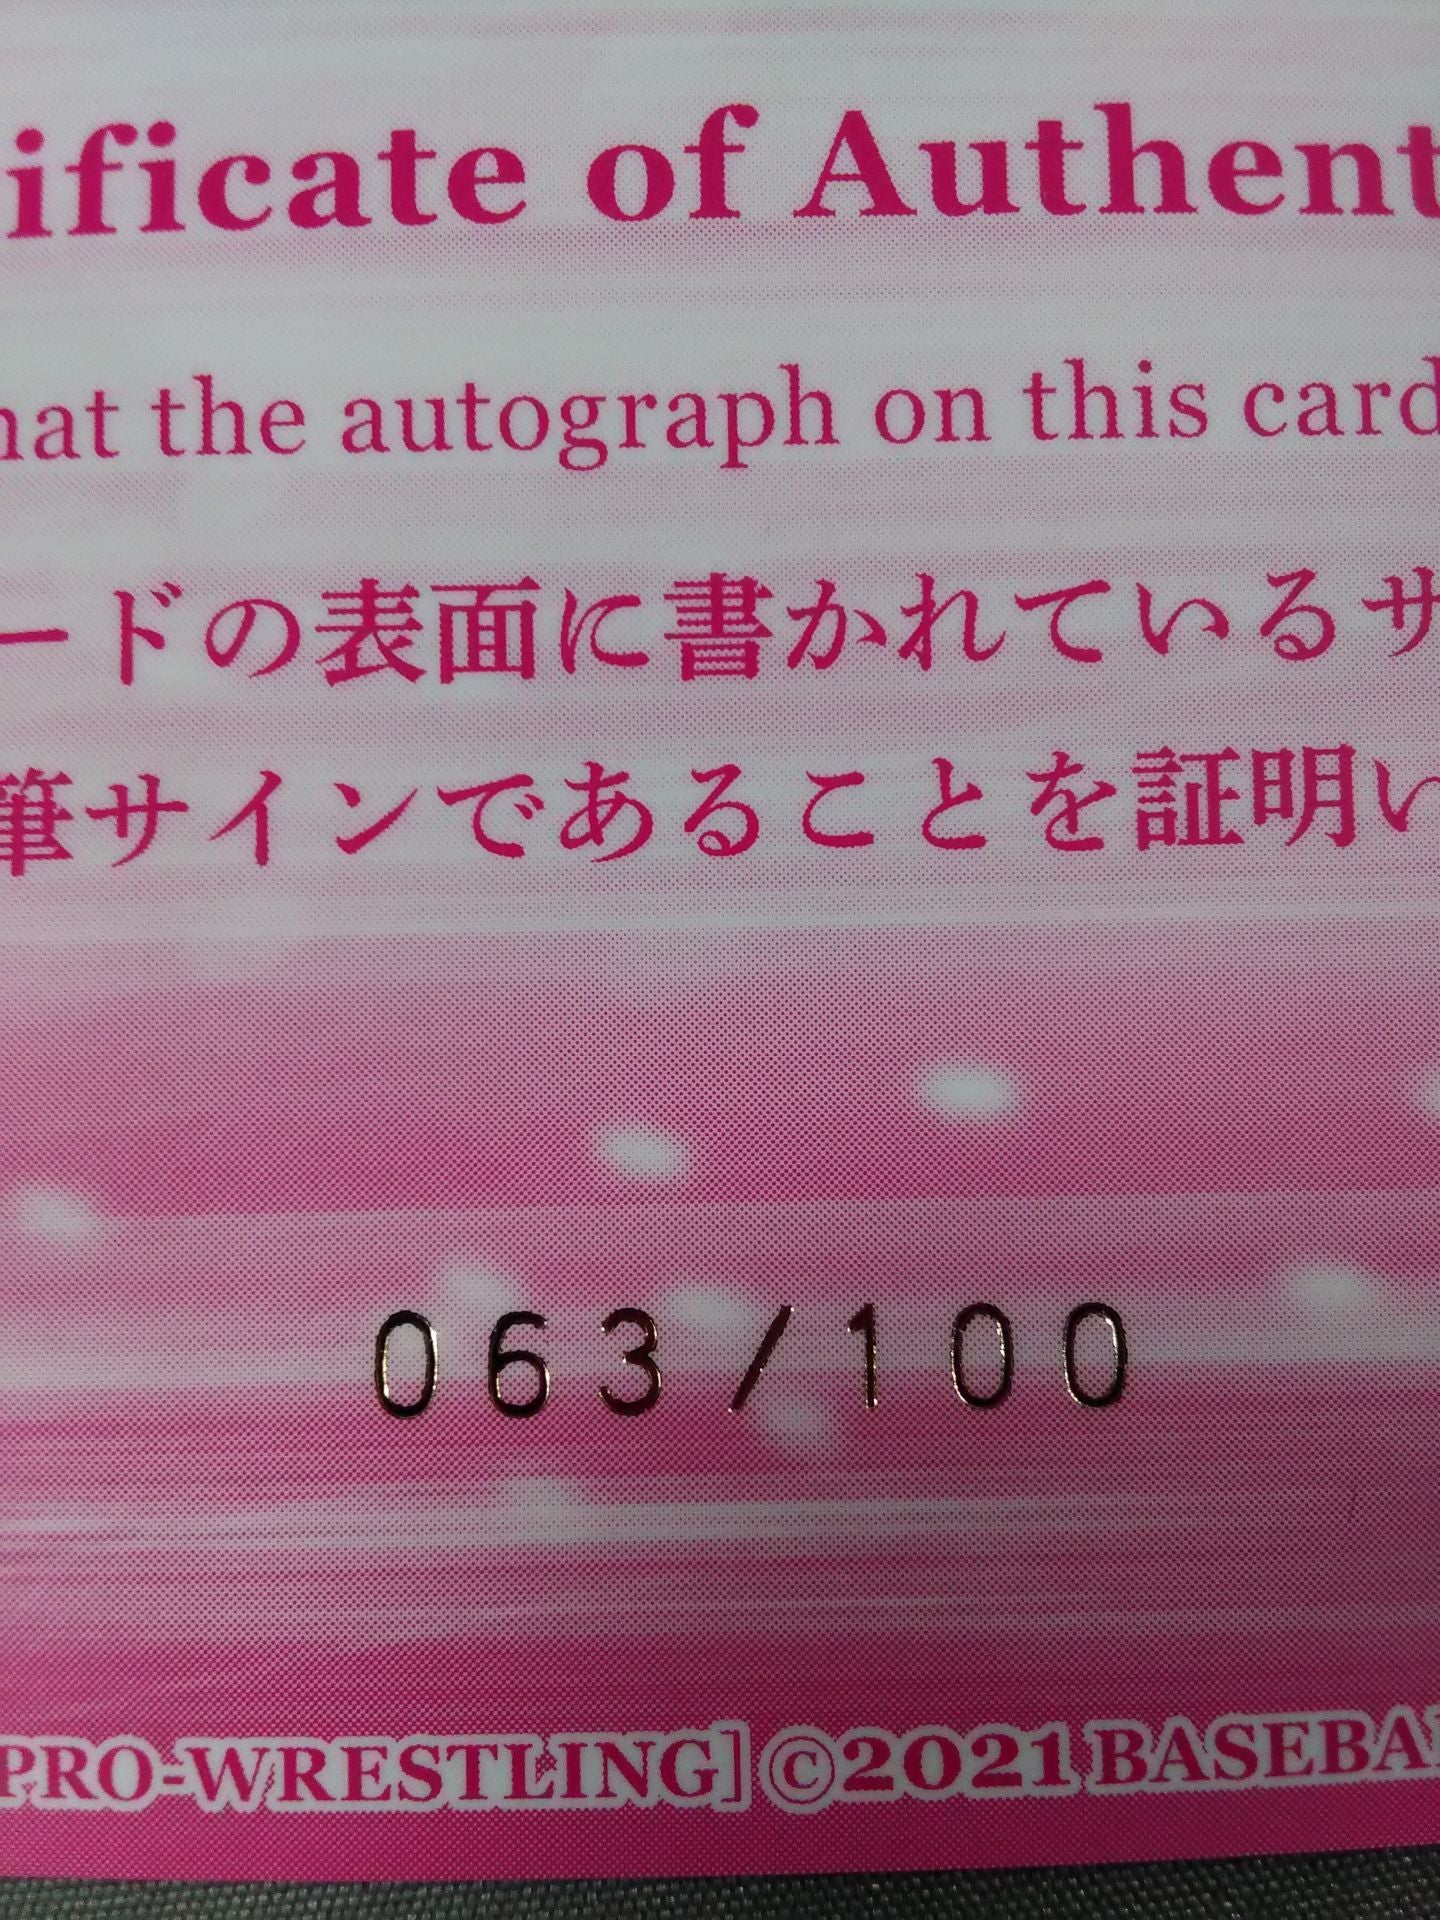 ificate of Authent
hat the autograph on this card
ードの表面に書かれているサ
筆サインであることを証明い
063/100
PRO-WRESTLING] ©2021 BASEBA